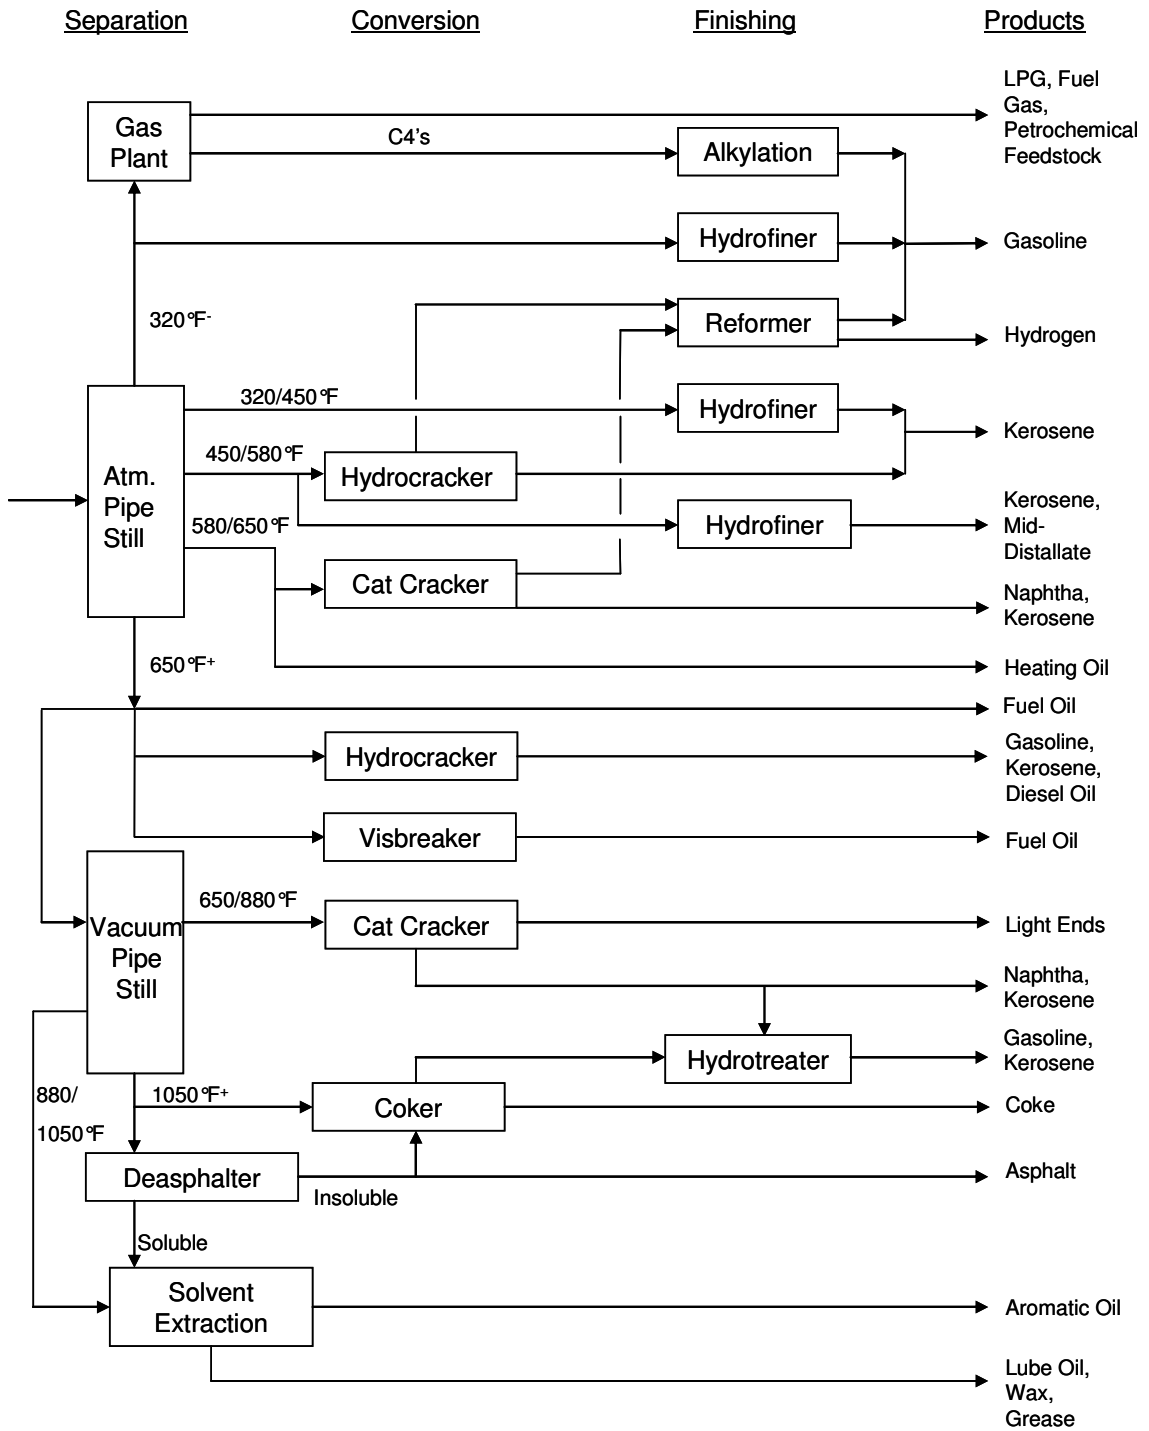 Separation
Conversion
Finishing
Products
LPG, Fuel
Gas,
Petrochemical
Feedstock
Gas
Plant
C4's
Alkylation
Hydrofiner
Gasoline
320°F-
Reformer
Hydrogen
320/450°F
Hydrofiner
Kerosene
Atm.
Pipe
Still
450/580°F
Hydrocracker
580/650°F
Hydrofiner
Kerosene,
Mid-
Distallate
Cat Cracker
Naphtha,
Kerosene
650°F+
Heating Oil
Fuel Oil
Hydrocracker
Gasoline,
Kerosene,
Diesel Oil
Visbreaker
Fuel Oil
Vacuum
Pipe
Still
650/880°F
Cat Cracker
Light Ends
Naphtha,
Kerosene
Hydrotreater
Gasoline,
Kerosene
880/
1050°F
1050°F+
Coker
Coke
Deasphalter
Insoluble
Asphalt
Soluble
Solvent
Extraction
Aromatic Oil
Lube Oil,
Wax,
Grease